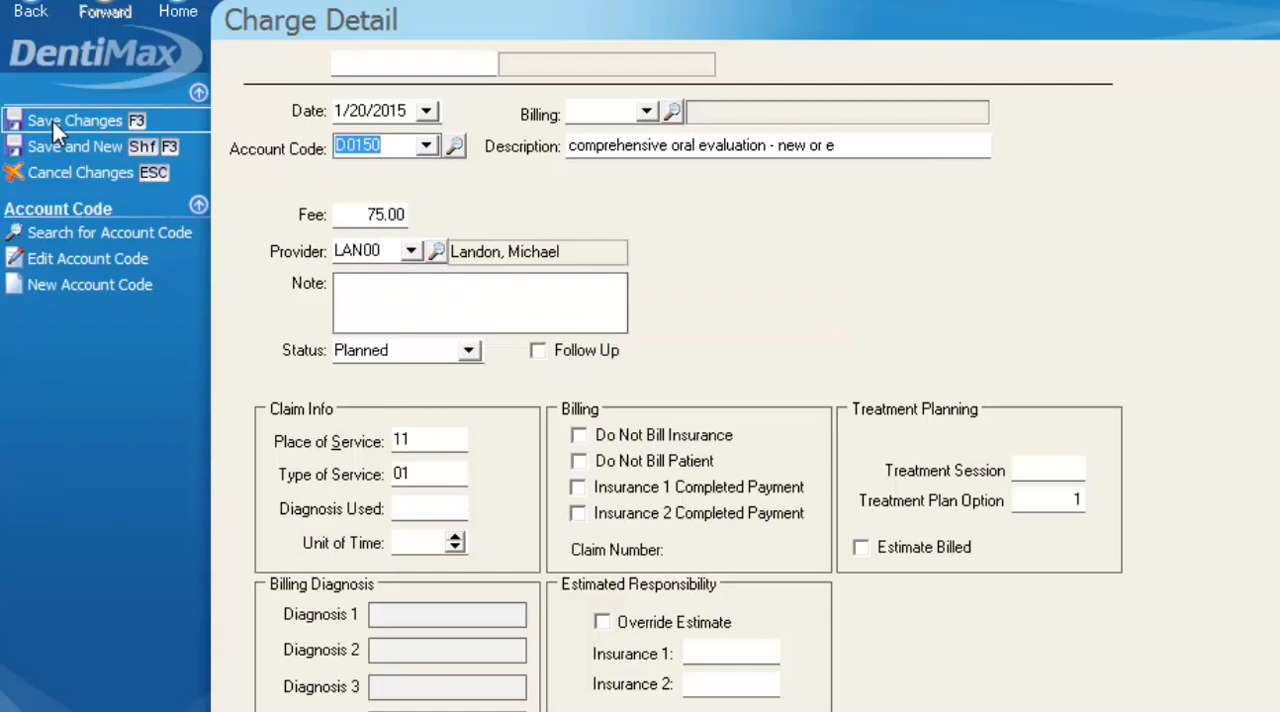 Back Forward Home
DentiMax
Save Changes F3
Save and New Shf F3
Cancel Changes ESC
Account Code
Search for Account Code
Edit Account Code
New Account Code
Charge Detail
Date: 1/20/2015 Billing:
Account Code: D0150 Description: comprehensive oral evaluation - new or e
Fee: 75.00
Provider: LAN00 Landon, Michael
Note:
Status: Planned Follow Up
Claim Info
Place of Service: 11
Type of Service: 01
Diagnosis Used:
Unit of Time:
Billing
Do Not Bill Insurance
Do Not Bill Patient
Insurance 1 Completed Payment
Insurance 2 Completed Payment
Claim Number:
Treatment Planning
Treatment Session
Treatment Plan Option 1
Estimate Billed
Billing Diagnosis
Diagnosis 1
Diagnosis 2
Diagnosis 3
Estimated Responsibility
Override Estimate
Insurance 1:
Insurance 2: